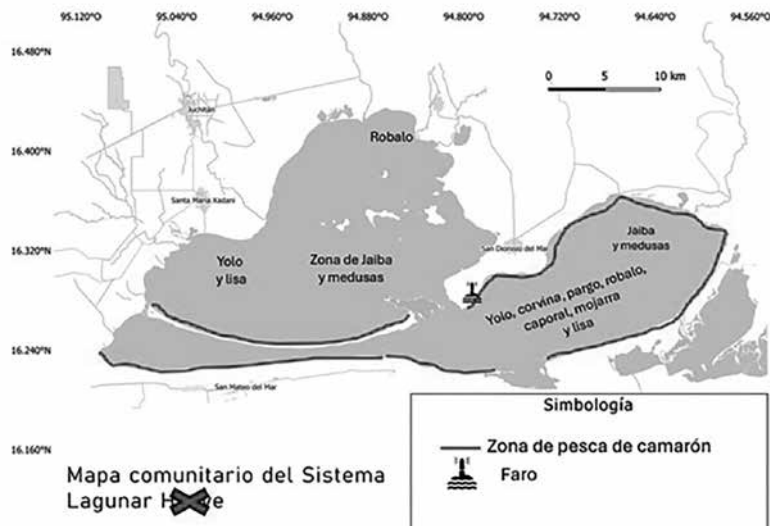 95.120°N 95.040°N 94.960°N 94.880°N 94.800°N 94.720°N 94.640°N 94.560°N
16.480°N
0 5 10 km
Juchitán
Robalo
16.400°N
Santa María Xadani
San Dionisio del Mar
Jaiba
y medusas
16.320°N
Yolo
y lisa
Zona de Jaiba
y medusas
Yolo, corvina, pargo, robalo,
caporal, mojarra
y lisa
16.240°N
San Mateo del Mar
Simbología
Zona de pesca de camarón
Faro
16.160°N
Mapa comunitario del Sistema
Lagunar